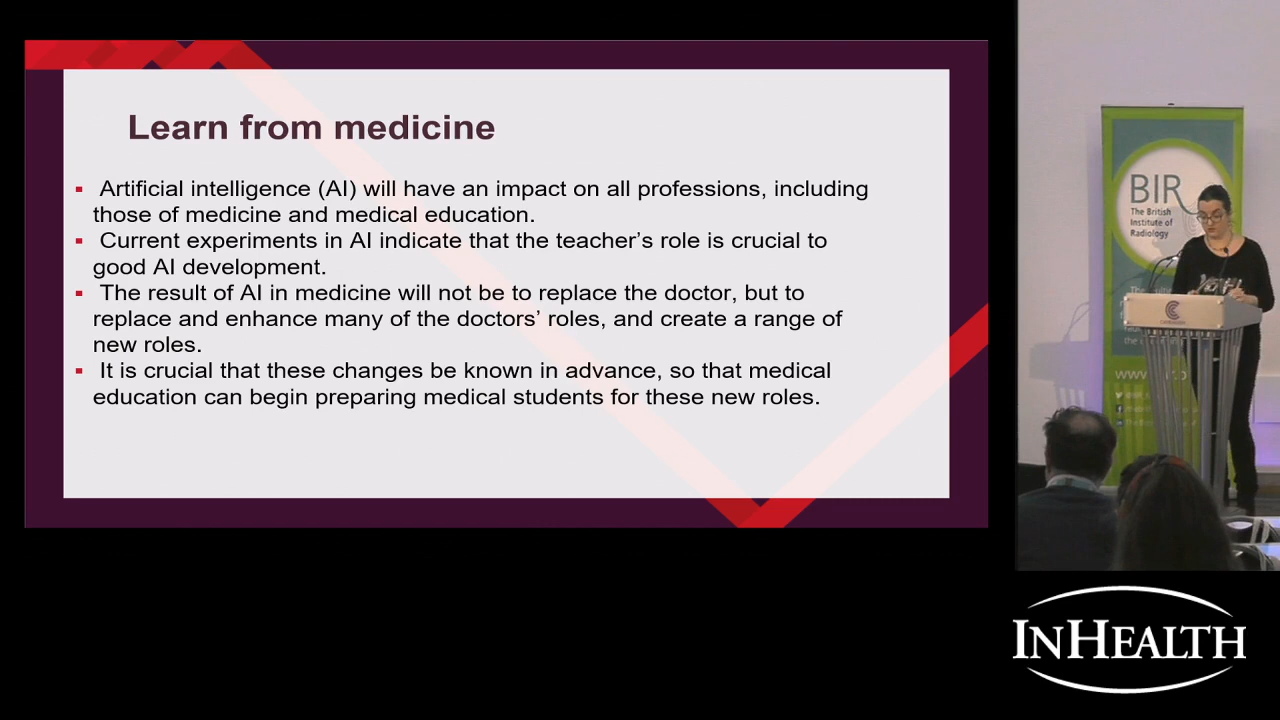 Learn from medicine
▪ Artificial intelligence (AI) will have an impact on all professions, including
those of medicine and medical education.
▪ Current experiments in AI indicate that the teacher’s role is crucial to
good AI development.
▪ The result of AI in medicine will not be to replace the doctor, but to
replace and enhance many of the doctors’ roles, and create a range of
new roles.
▪ It is crucial that these changes be known in advance, so that medical
education can begin preparing medical students for these new roles.
BIR
The British
Institute of
Radiology
INHEALTH